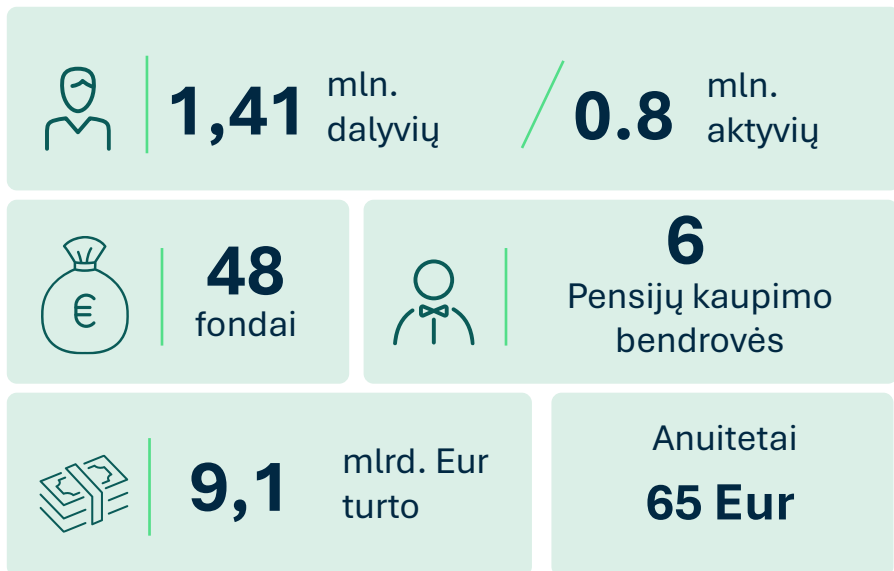 1,41 mln.
dalyvių
0.8 mln.
aktyvių
48
fondai
6
Pensijų kaupimo
bendrovės
9,1 mlrd. Eur
turto
Anuitetai
65 Eur